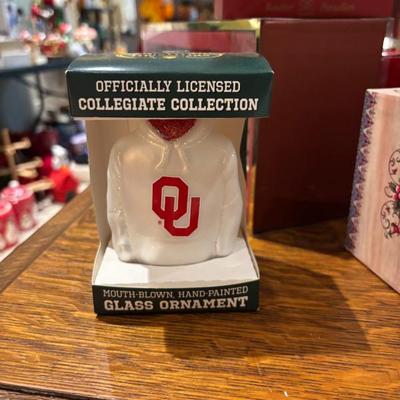 OFFICIALLY LICENSED
COLLEGIATE COLLECTION
OU
MOUTH-BLOWN, HAND-PAINTED
GLASS ORNAMENT